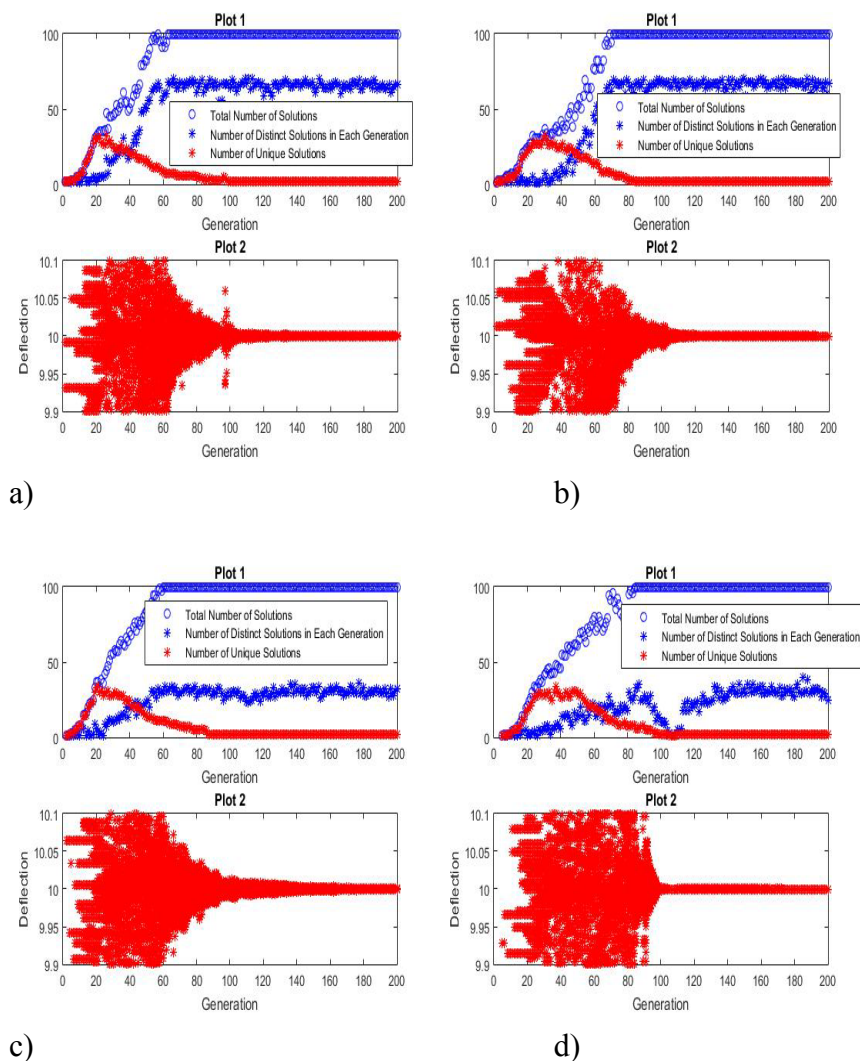 Plot 1
100
50
0
Total Number of Solutions
Number of Distinct Solutions in Each Generation
Number of Unique Solutions
0 20 40 60 80 100 120 140 160 180 200
Generation
Plot 2
10.1
10.05
10
9.95
9.9
Deflection
0 20 40 60 80 100 120 140 160 180 200
Generation
a)
Plot 1
100
50
0
Total Number of Solutions
Number of Distinct Solutions in Each Generation
Number of Unique Solutions
0 20 40 60 80 100 120 140 160 180 200
Generation
Plot 2
10.1
10.05
10
9.95
9.9
Deflection
0 20 40 60 80 100 120 140 160 180 200
Generation
b)
Plot 1
100
50
0
Total Number of Solutions
Number of Distinct Solutions in Each Generation
Number of Unique Solutions
0 20 40 60 80 100 120 140 160 180 200
Generation
Plot 2
10.1
10.05
10
9.95
9.9
Deflection
0 20 40 60 80 100 120 140 160 180 200
Generation
c)
Plot 1
100
50
0
Total Number of Solutions
Number of Distinct Solutions in Each Generation
Number of Unique Solutions
0 20 40 60 80 100 120 140 160 180 200
Generation
Plot 2
10.1
10.05
10
9.95
9.9
Deflection
0 20 40 60 80 100 120 140 160 180 200
Generation
d)